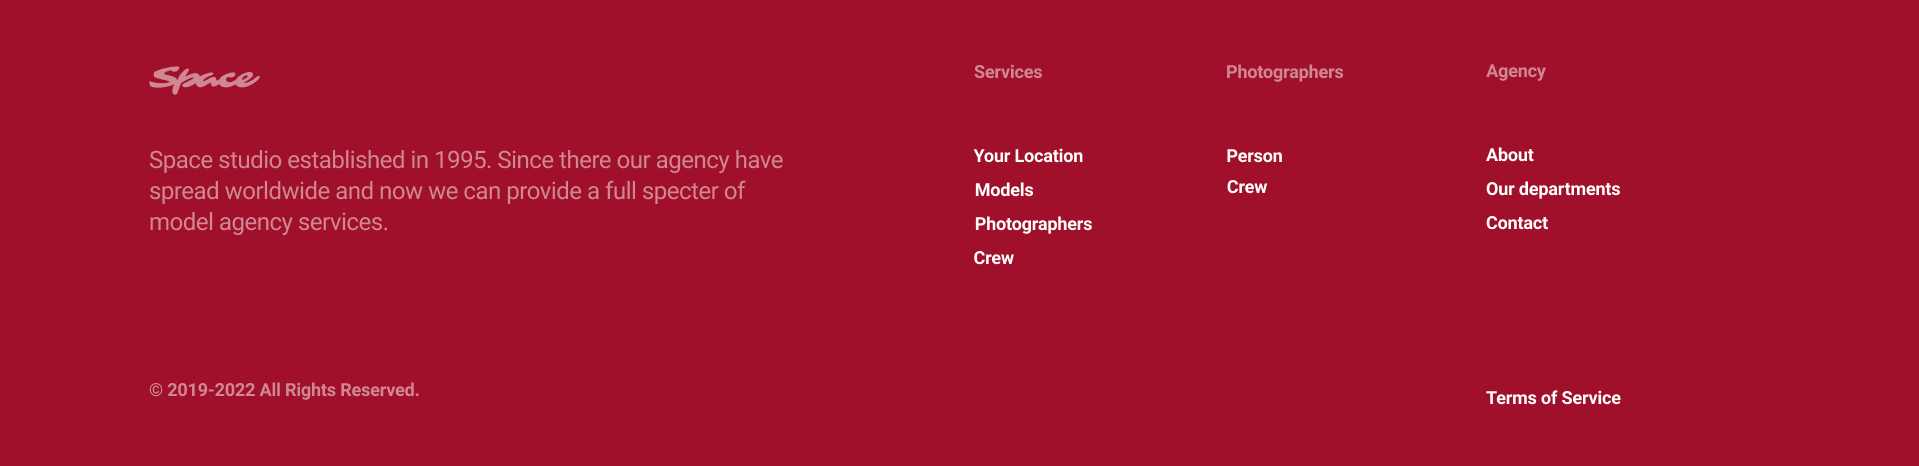 Space
Space studio established in 1995. Since there our agency have
spread worldwide and now we can provide a full specter of
model agency services.
Services
Your Location
Models
Photographers
Crew
Photographers
Person
Crew
Agency
About
Our departments
Contact
© 2019-2022 All Rights Reserved.
Terms of Service